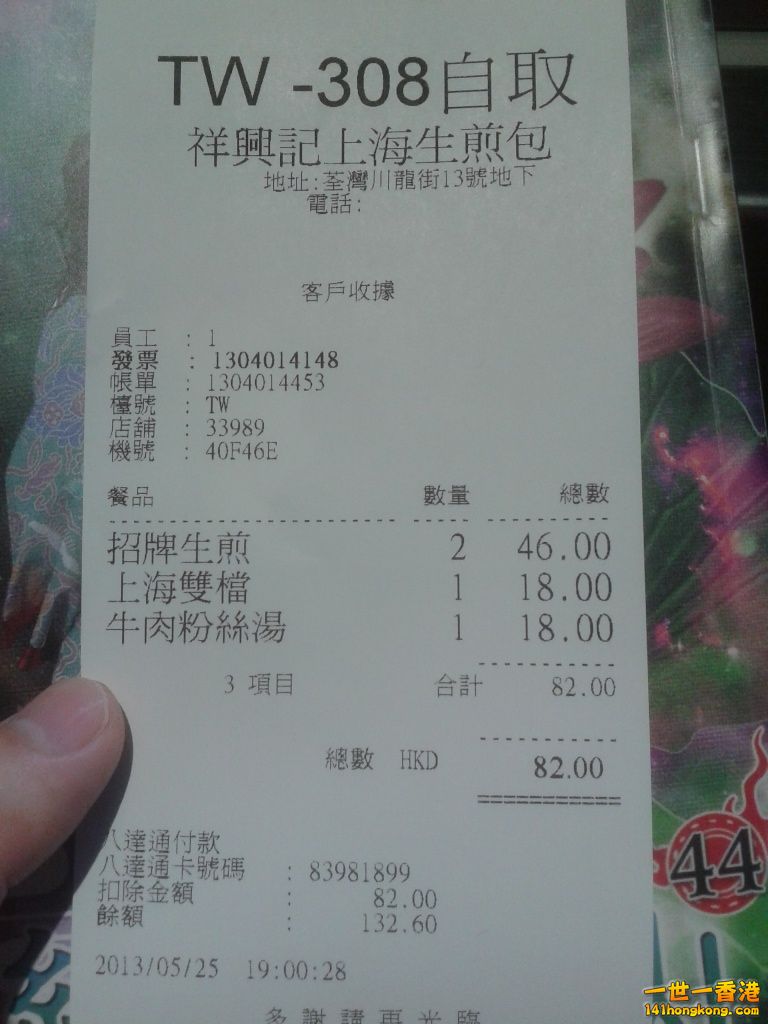 TW -308自取
祥興記上海生煎包
地址:荃灣川龍街13號地下
電話:
客戶收據
員工 : 1
發票 : 1304014148
帳單 : 1304014453
檯號 : TW
店舖 : 33989
機號 : 40F46E
餐品 數量 總數
招牌生煎 2 46.00
上海雙檔 1 18.00
牛肉粉絲湯 1 18.00
3 項目 合計 82.00
總數 HKD 82.00
八達通付款
八達通卡號碼 : 83981899
扣除金額 : 82.00
餘額 : 132.60
2013/05/25 19:00:28
多謝請再光臨
44
一世一香港
141hongkong.com